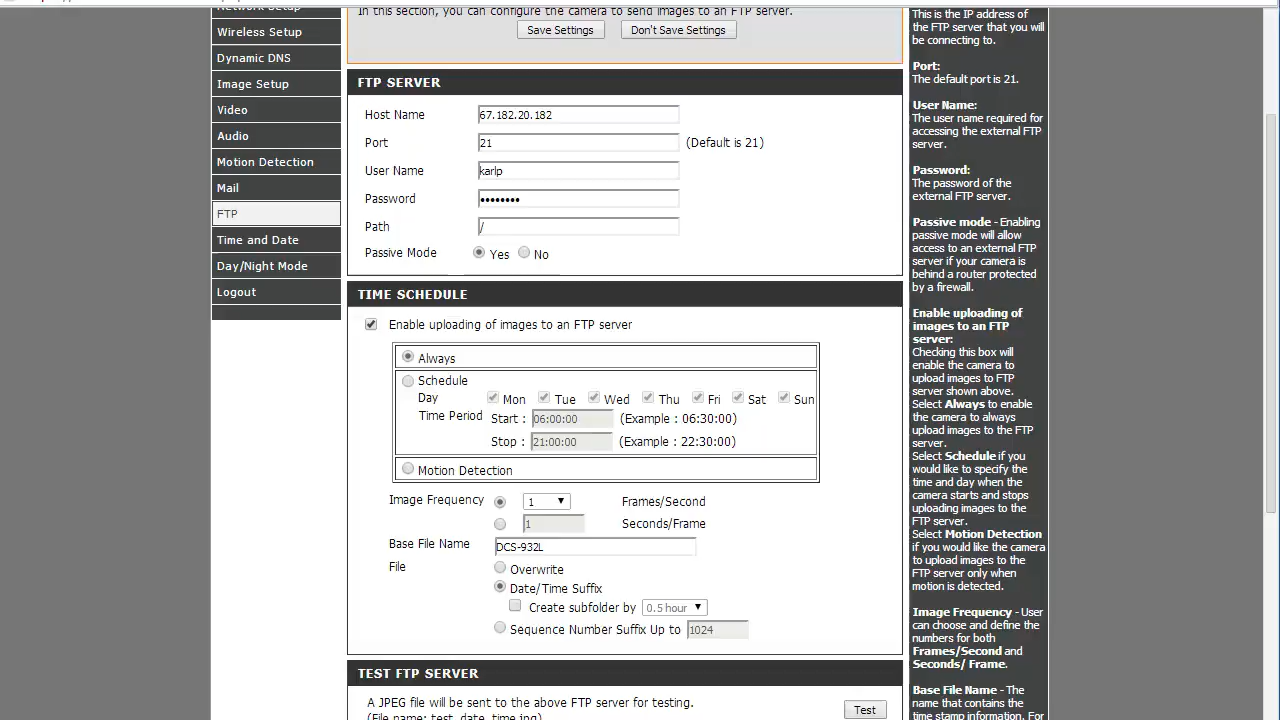 Network Setup
Wireless Setup
Dynamic DNS
Image Setup
Video
Audio
Motion Detection
Mail
FTP
Time and Date
Day/Night Mode
Logout
In this section, you can configure the camera to send images to an FTP server.
Save Settings
Don't Save Settings
FTP SERVER
Host Name
67.182.20.182
Port
21
(Default is 21)
User Name
karlp
Password
••••••••
Path
/
Passive Mode
Yes
No
TIME SCHEDULE
Enable uploading of images to an FTP server
Always
Schedule
Day
Mon Tue Wed Thu Fri Sat Sun
Time Period
Start : 06:00:00 (Example : 06:30:00)
Stop : 21:00:00 (Example : 22:30:00)
Motion Detection
Image Frequency
1
Frames/Second
1
Seconds/Frame
Base File Name
DCS-932L
File
Overwrite
Date/Time Suffix
Create subfolder by 0.5 hour
Sequence Number Suffix Up to 1024
TEST FTP SERVER
A JPEG file will be sent to the above FTP server for testing.
(File name: test_date_time.jpg)
Test
This is the IP address of
the FTP server that you will
be connecting to.
Port:
The default port is 21.
User Name:
The user name required for
accessing the external FTP
server.
Password:
The password of the
external FTP server.
Passive mode - Enabling
passive mode will allow
access to an external FTP
server if your camera is
behind a router protected
by a firewall.
Enable uploading of
images to an FTP
server:
Checking this box will
enable the camera to
upload images to FTP
server shown above.
Select Always to enable
the camera to always
upload images to the FTP
server.
Select Schedule if you
would like to specify the
time and day when the
camera starts and stops
uploading images to the
FTP server.
Select Motion Detection
if you would like the camera
to upload images to the
FTP server only when
motion is detected.
Image Frequency - User
can choose and define the
numbers for both
Frames/Second and
Seconds/ Frame.
Base File Name - The
name that contains the
time stamp information. For